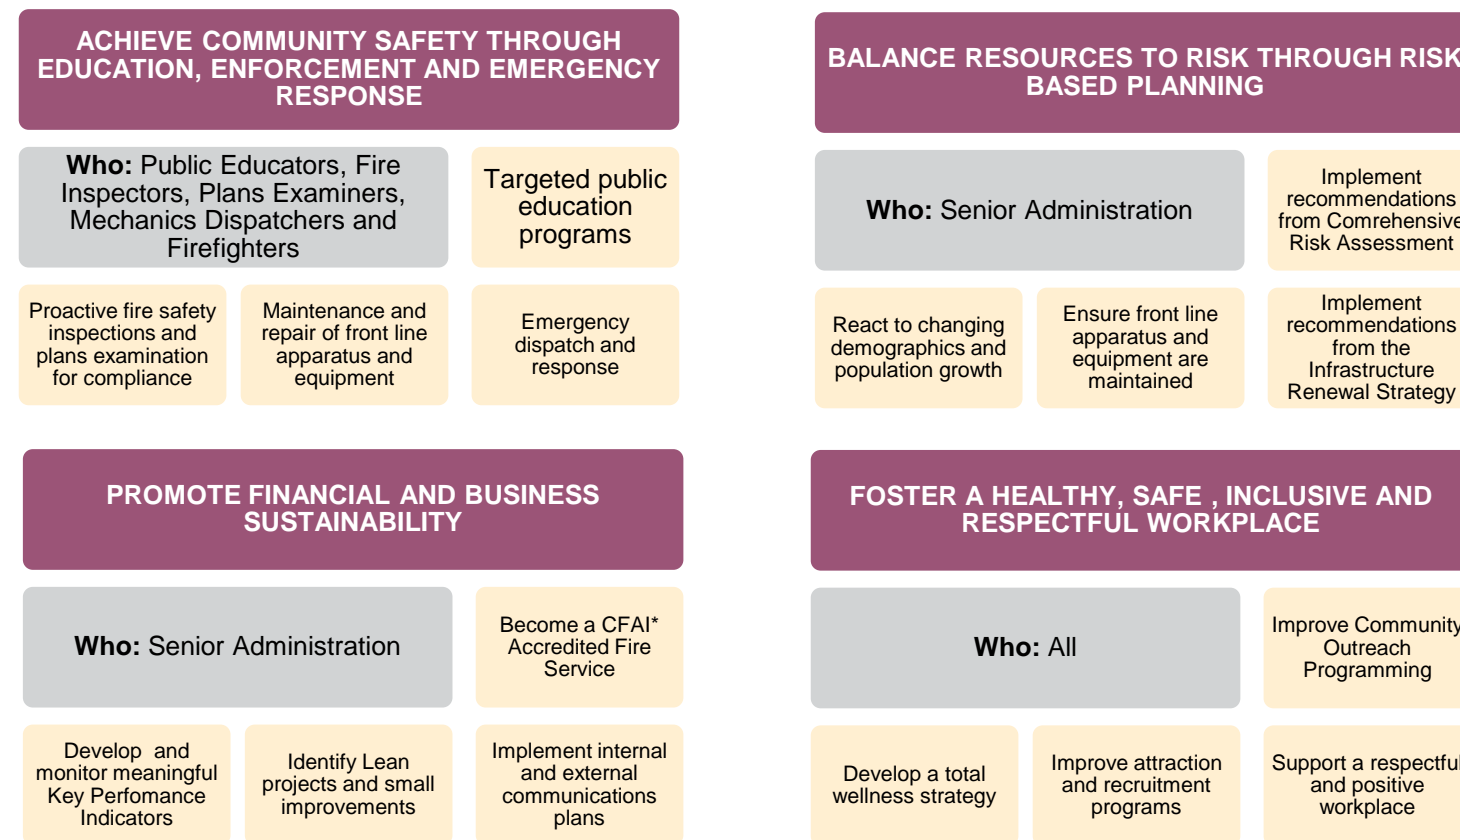 ACHIEVE COMMUNITY SAFETY THROUGH
EDUCATION, ENFORCEMENT AND EMERGENCY
RESPONSE
Who: Public Educators, Fire
Inspectors, Plans Examiners,
Mechanics Dispatchers and
Firefighters
Targeted public
education
programs
Proactive fire safety
inspections and
plans examination
for compliance
Maintenance and
repair of front line
apparatus and
equipment
Emergency
dispatch and
response
BALANCE RESOURCES TO RISK THROUGH RISK
BASED PLANNING
Who: Senior Administration
Implement
recommendations
from Comrehensive
Risk Assessment
React to changing
demographics and
population growth
Ensure front line
apparatus and
equipment are
maintained
Implement
recommendations
from the
Infrastructure
Renewal Strategy
PROMOTE FINANCIAL AND BUSINESS
SUSTAINABILITY
Who: Senior Administration
Become a CFAI*
Accredited Fire
Service
Develop and
monitor meaningful
Key Perfomance
Indicators
Identify Lean
projects and small
improvements
Implement internal
and external
communications
plans
FOSTER A HEALTHY, SAFE , INCLUSIVE AND
RESPECTFUL WORKPLACE
Who: All
Improve Community
Outreach
Programming
Develop a total
wellness strategy
Improve attraction
and recruitment
programs
Support a respectful
and positive
workplace